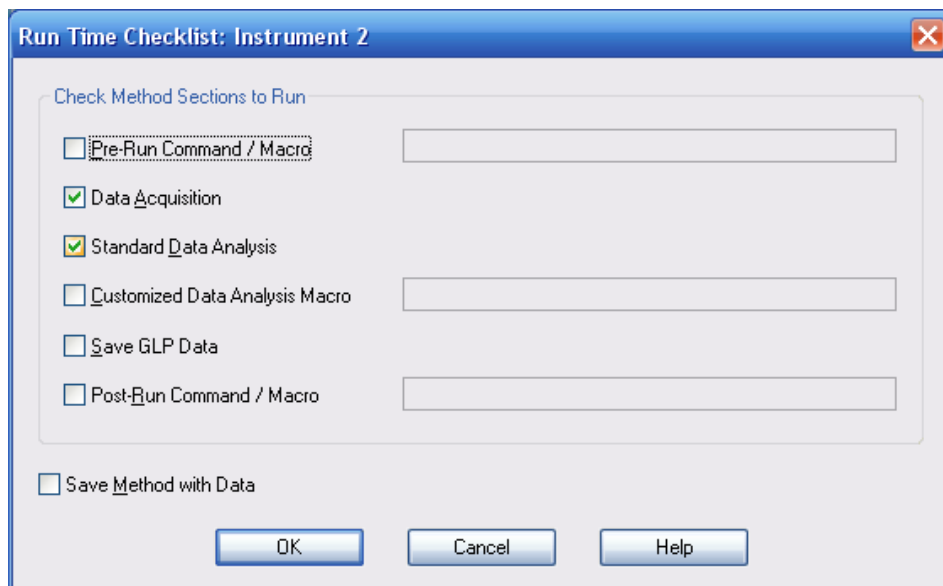 Run Time Checklist: Instrument 2
Check Method Sections to Run
Pre-Run Command / Macro
Data Acquisition
Standard Data Analysis
Customized Data Analysis Macro
Save GLP Data
Post-Run Command / Macro
Save Method with Data
OK Cancel Help